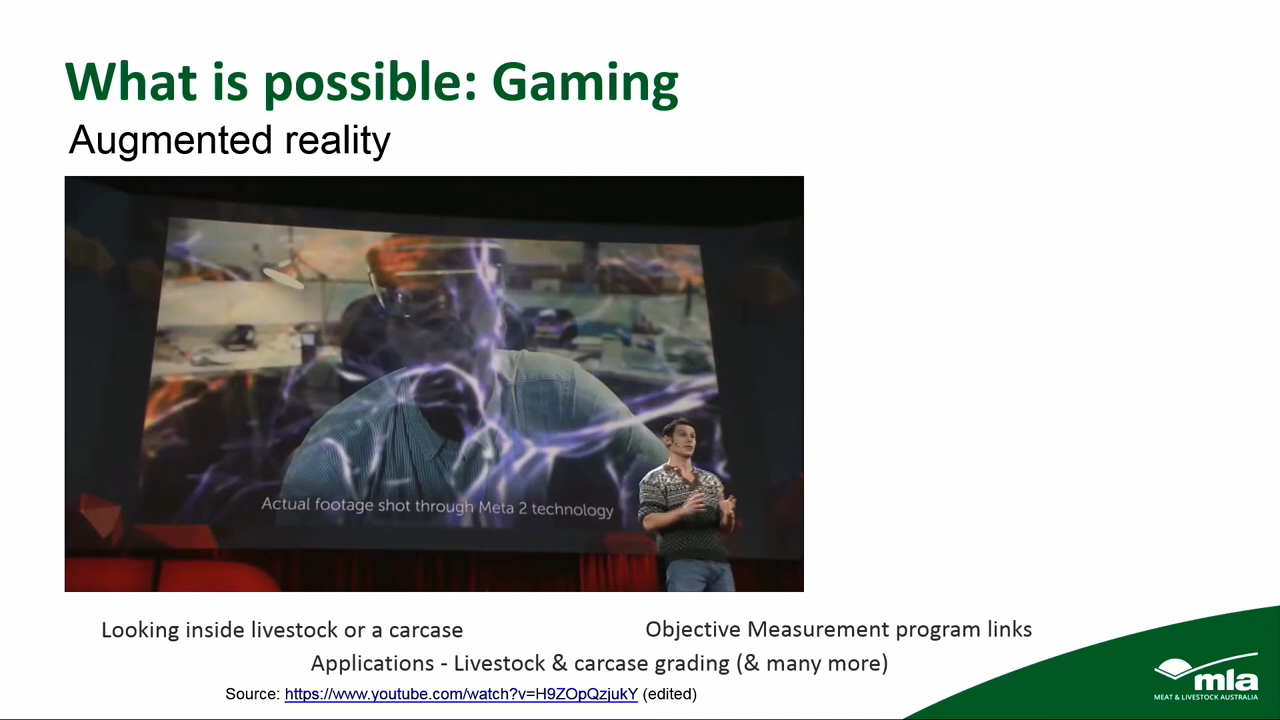 What is possible: Gaming
Augmented reality
Actual footage shot through Meta 2 technology
Looking inside livestock or a carcase
Objective Measurement program links
Applications - Livestock & carcase grading (& many more)
Source: https://www.youtube.com/watch?v=H9ZOpQzjukY (edited)
mla
MEAT & LIVESTOCK AUSTRALIA